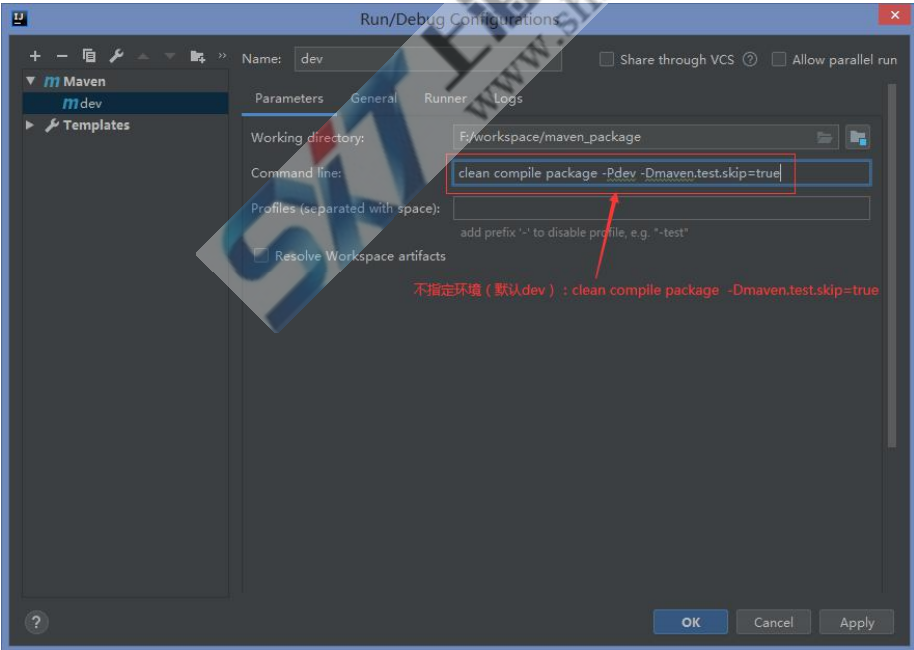 Run/Debug Configurations
Name: dev
Share through VCS
Allow parallel run
Maven
dev
Templates
Parameters General Runner Logs
Working directory: F:/workspace/maven_package
Command line: clean compile package -Pdev -Dmaven.test.skip=true
Profiles (separated with space):
add prefix '-' to disable profile, e.g. "-test"
Resolve Workspace artifacts
不指定环境（默认dev）：clean compile package -Dmaven.test.skip=true
OK Cancel Apply
SXT
www.sh